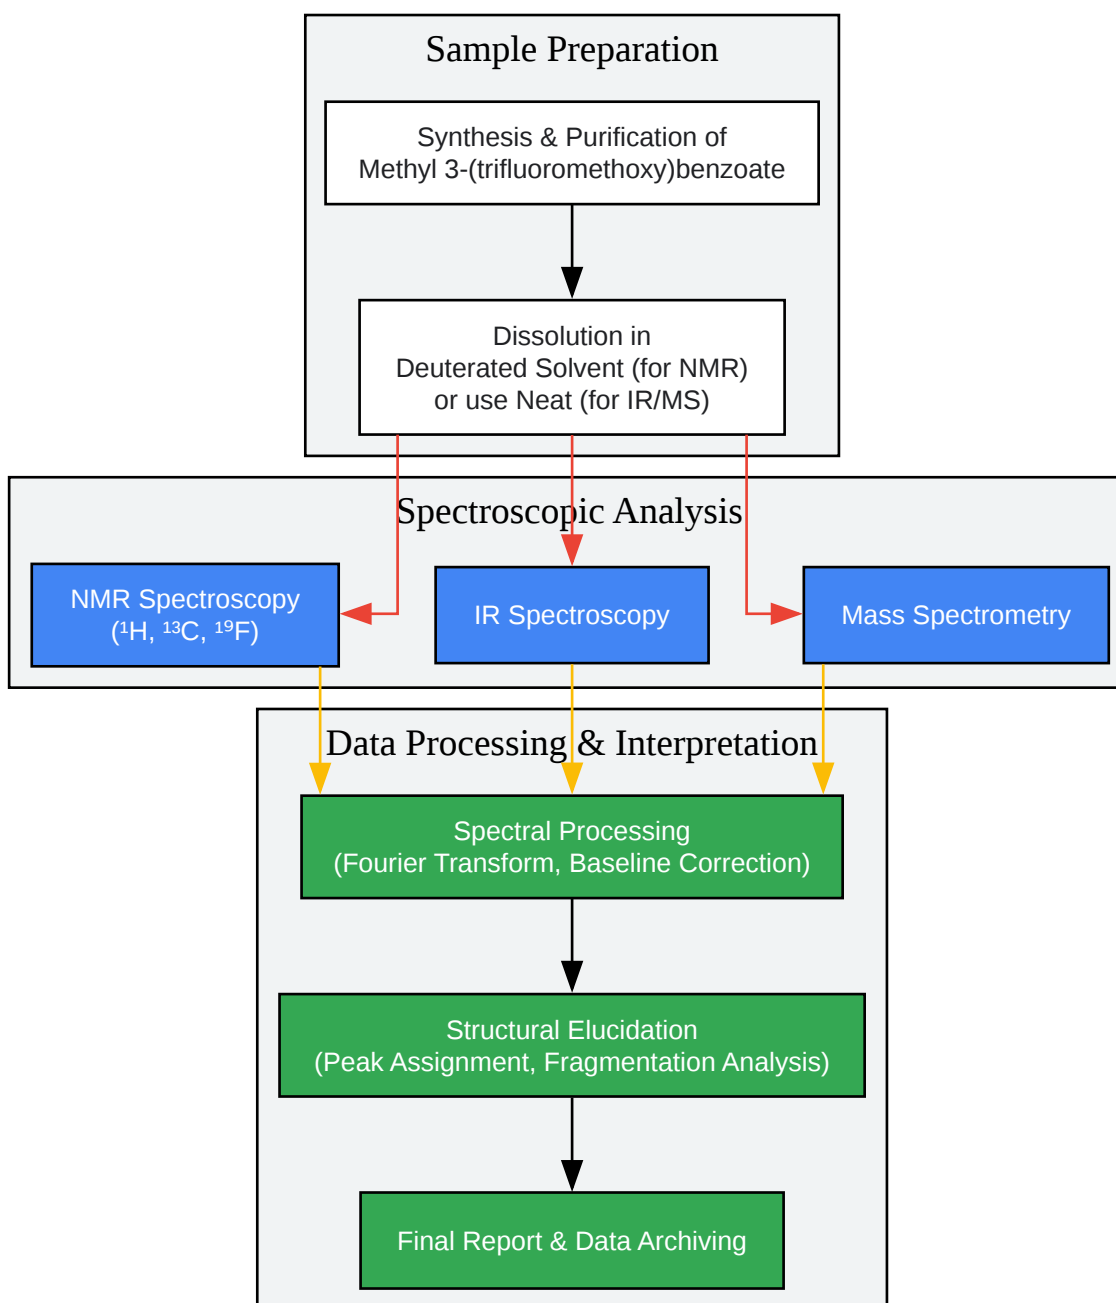 Sample Preparation
Synthesis & Purification of
Methyl 3-(trifluoromethoxy)benzoate
Dissolution in
Deuterated Solvent (for NMR)
or use Neat (for IR/MS)
Spectroscopic Analysis
NMR Spectroscopy
(¹H, ¹³C, ¹⁹F)
IR Spectroscopy
Mass Spectrometry
Data Processing & Interpretation
Spectral Processing
(Fourier Transform, Baseline Correction)
Structural Elucidation
(Peak Assignment, Fragmentation Analysis)
Final Report & Data Archiving